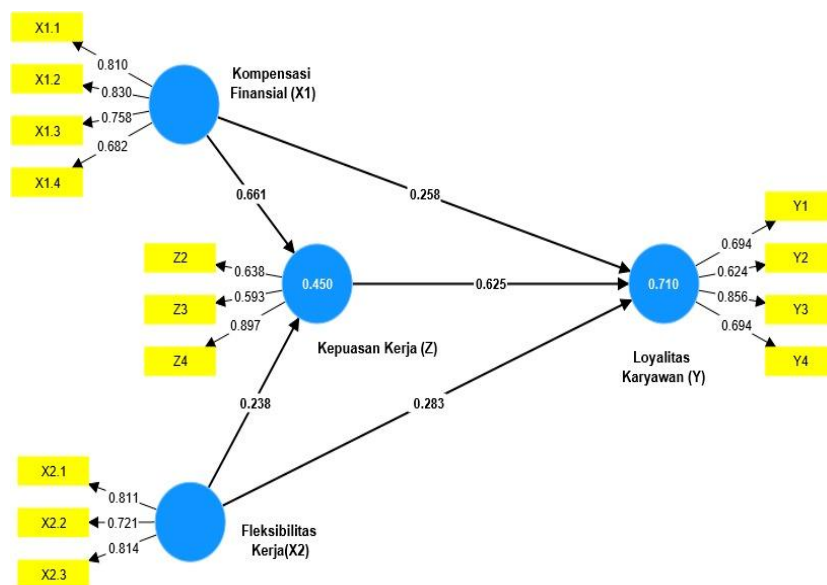 X1.1
0.810
X1.2
0.830
X1.3
0.758
X1.4
0.682
Kompensasi
Finansial (X1)
0.661
0.258
Z2
0.638
Z3
0.593
Z4
0.897
0.450
Kepuasan Kerja (Z)
0.625
0.710
Loyalitas
Karyawan (Y)
Y1
0.694
Y2
0.624
Y3
0.856
Y4
0.694
0.238
0.283
X2.1
0.811
X2.2
0.721
X2.3
0.814
Fleksibilitas
Kerja(X2)